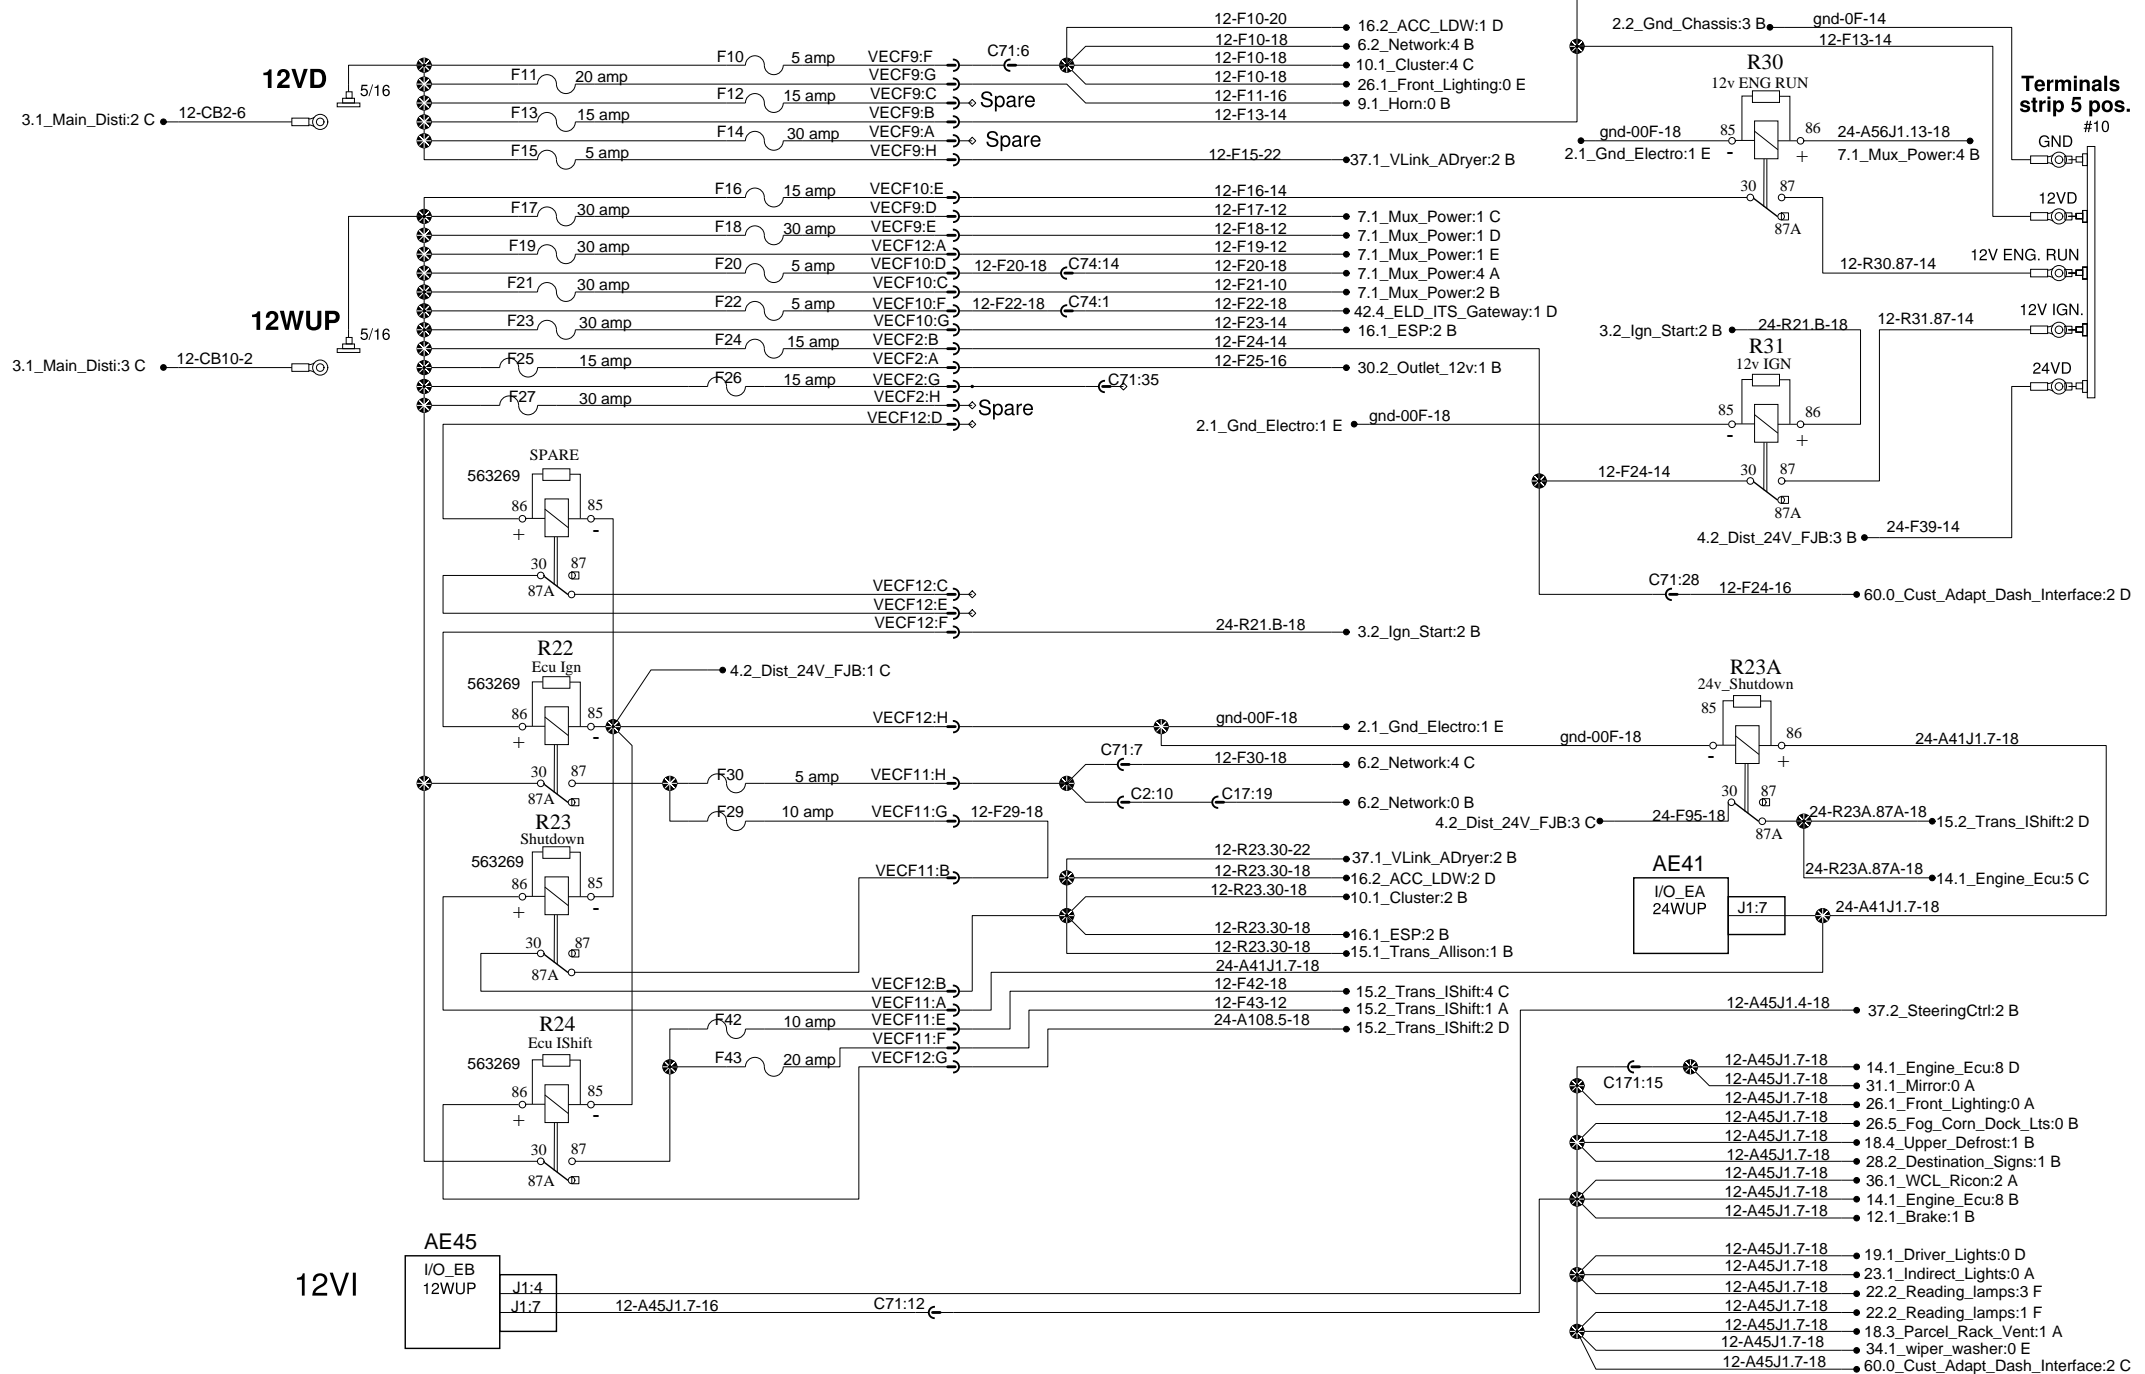 12VD
5/16
3.1_Main_Disti:2 C
12-CB2-6
F10 5 amp VECF9:F C71:6
F11 20 amp VECF9:G
F12 15 amp VECF9:C Spare
F13 15 amp VECF9:B
F14 30 amp VECF9:A Spare
F15 5 amp VECF9:H
12-F10-20 16.2_ACC_LDW:1 D
12-F10-18 6.2_Network:4 B
12-F10-18 10.1_Cluster:4 C
12-F10-18 26.1_Front_Lighting:0 E
12-F11-16 9.1_Horn:0 B
12-F13-14
12-F15-22 37.1_VLink_ADryer:2 B
2.2_Gnd_Chassis:3 B gnd-0F-14
12-F13-14
R30
12v ENG RUN
gnd-00F-18 85 86 24-A56J1.13-18
2.1_Gnd_Electro:1 E - + 7.1_Mux_Power:4 B
30 87
87A
Terminals
strip 5 pos.
#10
GND
12VD
12V ENG. RUN
12-R30.87-14
12V IGN.
12-R31.87-14
24VD
12WUP
5/16
3.1_Main_Disti:3 C
12-CB10-2
F16 15 amp VECF10:E 12-F16-14
F17 30 amp VECF9:D 12-F17-12 7.1_Mux_Power:1 C
F18 30 amp VECF9:E 12-F18-12 7.1_Mux_Power:1 D
F19 30 amp VECF12:A 12-F19-12 7.1_Mux_Power:1 E
F20 5 amp VECF10:D 12-F20-18 C74:14 12-F20-18 7.1_Mux_Power:4 A
F21 30 amp VECF10:C 12-F21-10 7.1_Mux_Power:2 B
F22 5 amp VECF10:F 12-F22-18 C74:1 12-F22-18 42.4_ELD_ITS_Gateway:1 D
F23 30 amp VECF10:G 12-F23-14 16.1_ESP:2 B
F24 15 amp VECF2:B 12-F24-14
F25 15 amp VECF2:A 12-F25-16 30.2_Outlet_12v:1 B
F26 15 amp VECF2:G C71:35
F27 30 amp VECF2:H Spare
VECF12:D
3.2_Ign_Start:2 B 24-R21.B-18
R31
12v IGN
2.1_Gnd_Electro:1 E gnd-00F-18 85 86
- +
12-F24-14 30 87
87A
24-F39-14
4.2_Dist_24V_FJB:3 B
C71:28 12-F24-16 60.0_Cust_Adapt_Dash_Interface:2 D
SPARE
563269
86 85
+ -
30 87
87A
VECF12:C
VECF12:E
VECF12:F 24-R21.B-18 3.2_Ign_Start:2 B
R22
Ecu Ign
563269
4.2_Dist_24V_FJB:1 C
86 85
+ -
VECF12:H gnd-00F-18 2.1_Gnd_Electro:1 E
30 87
87A
F30 5 amp VECF11:H
C71:7 12-F30-18 6.2_Network:4 C
C2:10 C17:19 6.2_Network:0 B
F29 10 amp VECF11:G 12-F29-18
R23A
24v_Shutdown
85 86
gnd-00F-18 - + 24-A41J1.7-18
30 87
87A
4.2_Dist_24V_FJB:3 C 24-F95-18
24-R23A.87A-18 15.2_Trans_IShift:2 D
24-R23A.87A-18 14.1_Engine_Ecu:5 C
AE41
I/O_EA
24WUP
J1:7
24-A41J1.7-18
R23
Shutdown
563269
86 85
+ -
30 87
87A
VECF11:B
12-R23.30-22 37.1_VLink_ADryer:2 B
12-R23.30-18 16.2_ACC_LDW:2 D
12-R23.30-18 10.1_Cluster:2 B
12-R23.30-18 16.1_ESP:2 B
12-R23.30-18 15.1_Trans_Allison:1 B
24-A41J1.7-18
VECF12:B 12-F42-18 15.2_Trans_IShift:4 C
VECF11:A 12-F43-12 15.2_Trans_IShift:1 A
F42 10 amp VECF11:E 24-A108.5-18 15.2_Trans_IShift:2 D
VECF11:F
F43 20 amp VECF12:G
R24
Ecu IShift
563269
86 85
+ -
30 87
87A
12-A45J1.4-18 37.2_SteeringCtrl:2 B
C171:15
12-A45J1.7-18 14.1_Engine_Ecu:8 D
12-A45J1.7-18 31.1_Mirror:0 A
12-A45J1.7-18 26.1_Front_Lighting:0 A
12-A45J1.7-18 26.5_Fog_Corn_Dock_Lts:0 B
12-A45J1.7-18 18.4_Upper_Defrost:1 B
12-A45J1.7-18 28.2_Destination_Signs:1 B
12-A45J1.7-18 36.1_WCL_Ricon:2 A
12-A45J1.7-18 14.1_Engine_Ecu:8 B
12-A45J1.7-18 12.1_Brake:1 B
12-A45J1.7-18 19.1_Driver_Lights:0 D
12-A45J1.7-18 23.1_Indirect_Lights:0 A
12-A45J1.7-18 22.2_Reading_lamps:3 F
12-A45J1.7-18 22.2_Reading_lamps:1 F
12-A45J1.7-18 18.3_Parcel_Rack_Vent:1 A
12-A45J1.7-18 34.1_wiper_washer:0 E
12-A45J1.7-18 60.0_Cust_Adapt_Dash_Interface:2 C
12VI
AE45
I/O_EB
12WUP
J1:4
J1:7
12-A45J1.7-16 C71:12